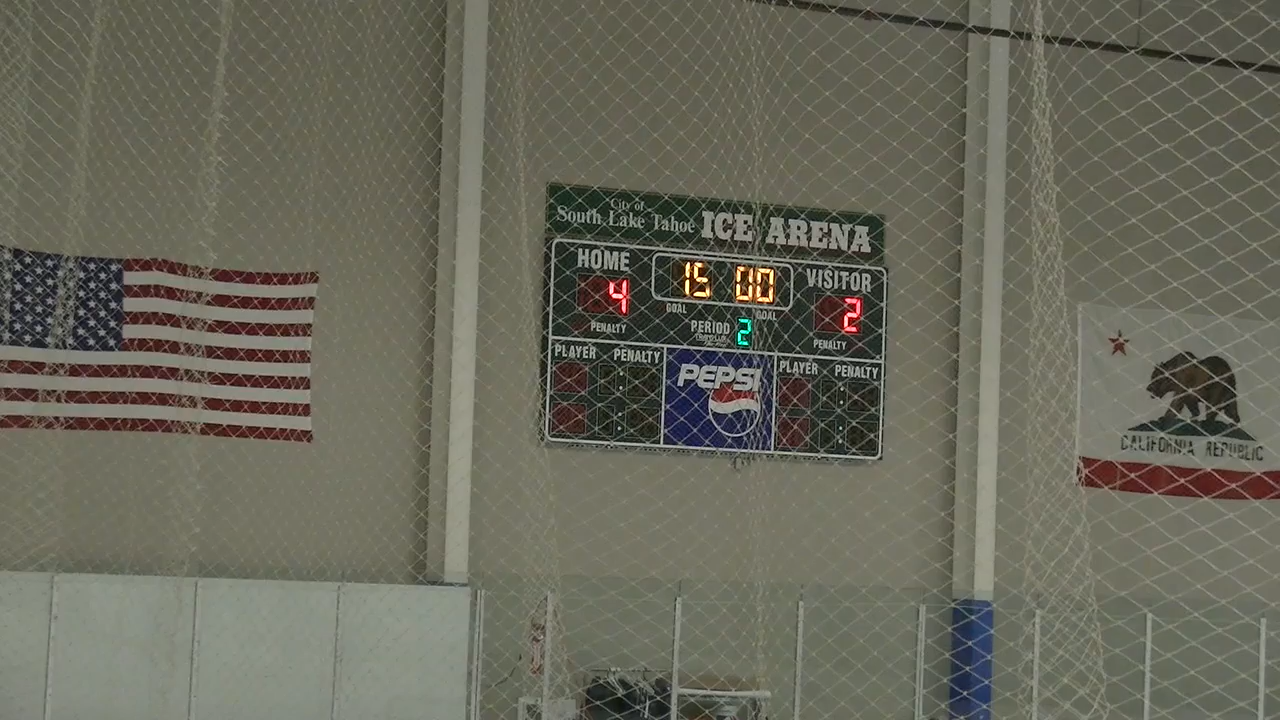 City of
South Lake Tahoe ICE ARENA
HOME 15 00 VISITOR
4 2
GOAL GOAL
PENALTY PERIOD 2 PENALTY
PLAYER PENALTY PEPSI PLAYER PENALTY
CALIFORNIA REPUBLIC